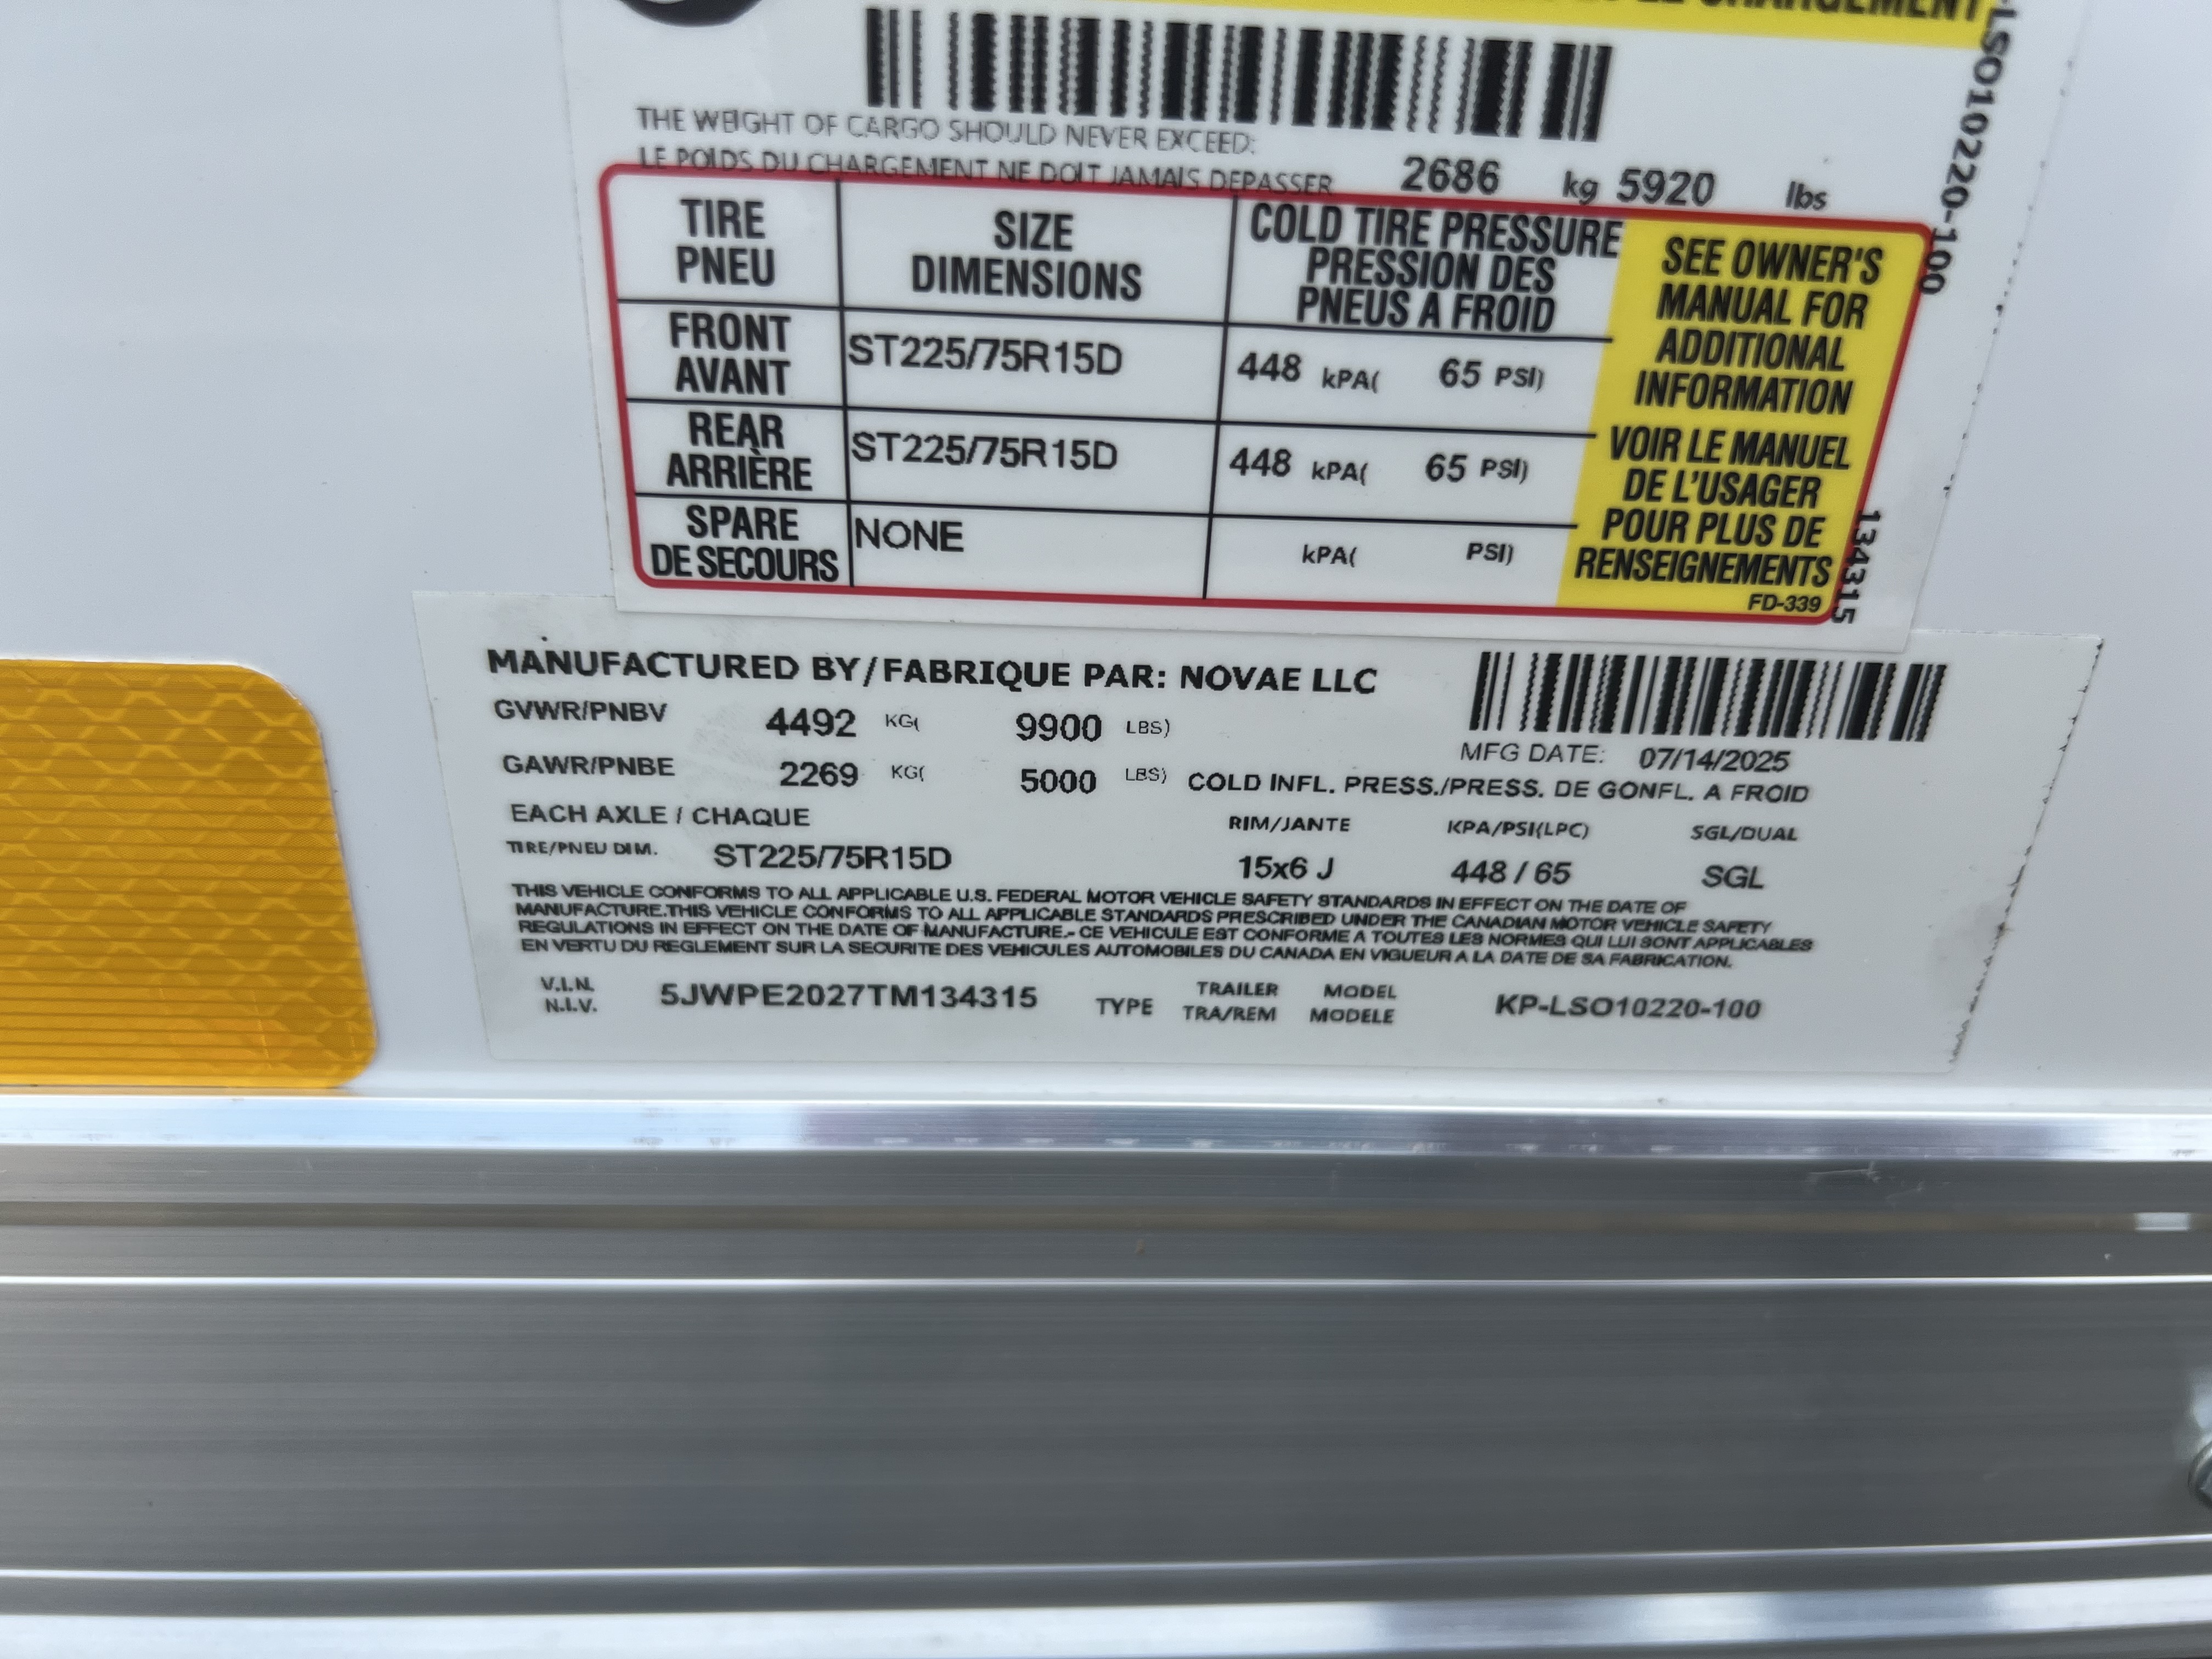 LE CHARGEMENT
-LSO10220-100
THE WEIGHT OF CARGO SHOULD NEVER EXCEED:
LE POIDS DU CHARGEMENT NE DOIT JAMAIS DEPASSER 2686 kg 5920 lbs
TIRE
PNEU
SIZE
DIMENSIONS
COLD TIRE PRESSURE
PRESSION DES
PNEUS A FROID
SEE OWNER'S
MANUAL FOR
ADDITIONAL
INFORMATION
VOIR LE MANUEL
DE L'USAGER
POUR PLUS DE
RENSEIGNEMENTS
FD-339
FRONT
AVANT
ST225/75R15D
448 kPA( 65 PSI)
REAR
ARRIÈRE
ST225/75R15D
448 kPA( 65 PSI)
SPARE
DE SECOURS
NONE
kPA( PSI)
134315
MANUFACTURED BY/FABRIQUE PAR: NOVAE LLC
GVWR/PNBV 4492 KG( 9900 LBS)
MFG DATE: 07/14/2025
GAWR/PNBE 2269 KG( 5000 LBS) COLD INFL. PRESS./PRESS. DE GONFL. A FROID
EACH AXLE / CHAQUE RIM/JANTE KPA/PSI(LPC) SGL/DUAL
TIRE/PNEU DIM. ST225/75R15D 15x6 J 448 / 65 SGL
THIS VEHICLE CONFORMS TO ALL APPLICABLE U.S. FEDERAL MOTOR VEHICLE SAFETY STANDARDS IN EFFECT ON THE DATE OF
MANUFACTURE.THIS VEHICLE CONFORMS TO ALL APPLICABLE STANDARDS PRESCRIBED UNDER THE CANADIAN MOTOR VEHICLE SAFETY
REGULATIONS IN EFFECT ON THE DATE OF MANUFACTURE.- CE VEHICULE EST CONFORME A TOUTES LES NORMES QUI LUI SONT APPLICABLES
EN VERTU DU REGLEMENT SUR LA SECURITE DES VEHICULES AUTOMOBILES DU CANADA EN VIGUEUR A LA DATE DE SA FABRICATION.
V.I.N.
N.I.V.
5JWPE2027TM134315
TYPE
TRAILER
TRA/REM
MODEL
MODELE
KP-LSO10220-100